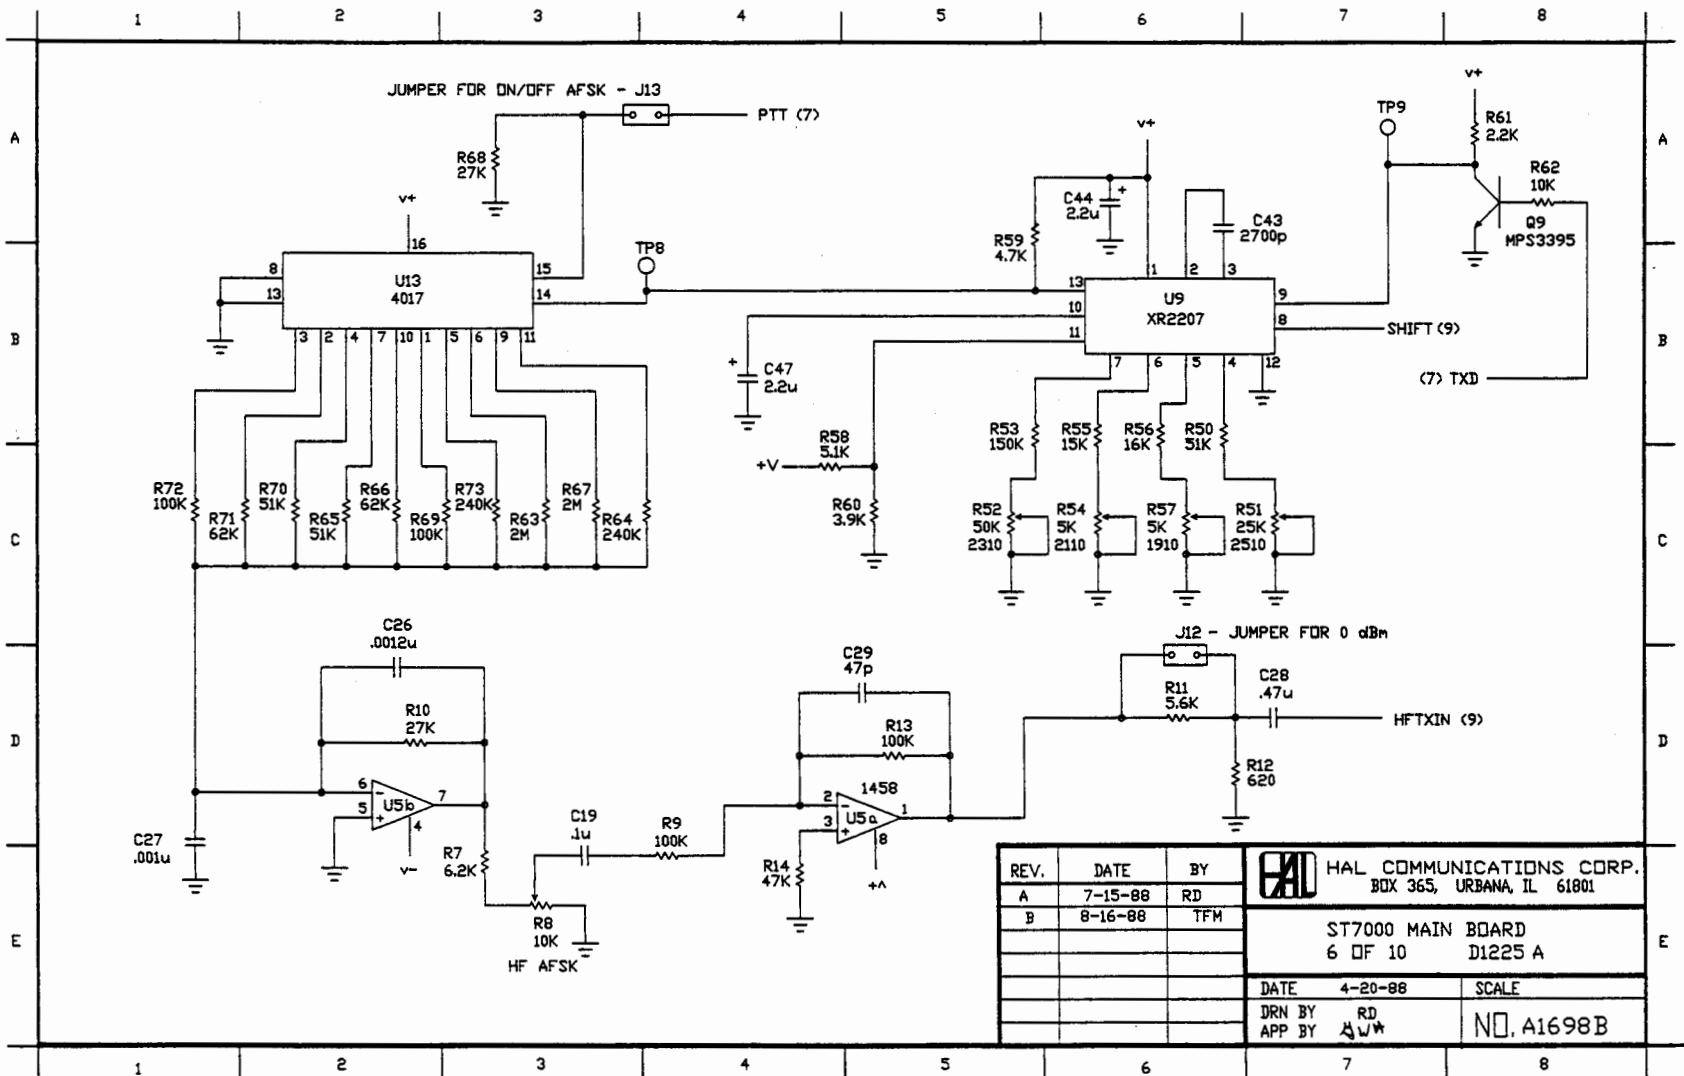 1 2 3 4 5 6 7 8
A
B
C
D
E
A
B
C
D
E
1 2 3 4 5 6 7 8
JUMPER FOR ON/OFF AFSK - J13
PTT (7)
R68
27K
v+
16
8
13
U13
4017
15
14
3 2 4 7 10 1 5 6 9 11
TP8
R72
100K
R71
62K
R70
51K
R65
51K
R66
62K
R69
100K
R73
240K
R63
2M
R67
2M
R64
240K
v+
C44
2.2u
+
C43
2700p
R59
4.7K
1 2 3
13
10
11
U9
XR2207
9
8
7 6 5 4 12
TP9
v+
R61
2.2K
R62
10K
Q9
MPS3395
SHIFT (9)
(7) TXD
+
C47
2.2u
R58
5.1K
+V
R60
3.9K
R53
150K
R55
15K
R56
16K
R50
51K
R52
50K
2310
R54
5K
2110
R57
5K
1910
R51
25K
2510
C26
.0012u
R10
27K
6
5
-
+
U5b
7
4
v-
C27
.001u
R7
6.2K
R8
10K
HF AFSK
C19
.1u
R9
100K
C29
47p
R13
100K
1458
2
3
-
+
U5a
1
8
+^
R14
47K
J12 - JUMPER FOR 0 dBm
R11
5.6K
C28
.47u
HFTXIN (9)
R12
620
REV. DATE BY
A 7-15-88 RD
B 8-16-88 TFM
HAL HAL COMMUNICATIONS CORP.
BOX 365, URBANA, IL 61801
ST7000 MAIN BOARD
6 OF 10 D1225 A
DATE 4-20-88 SCALE
DRN BY RD
APP BY
NO. A1698B